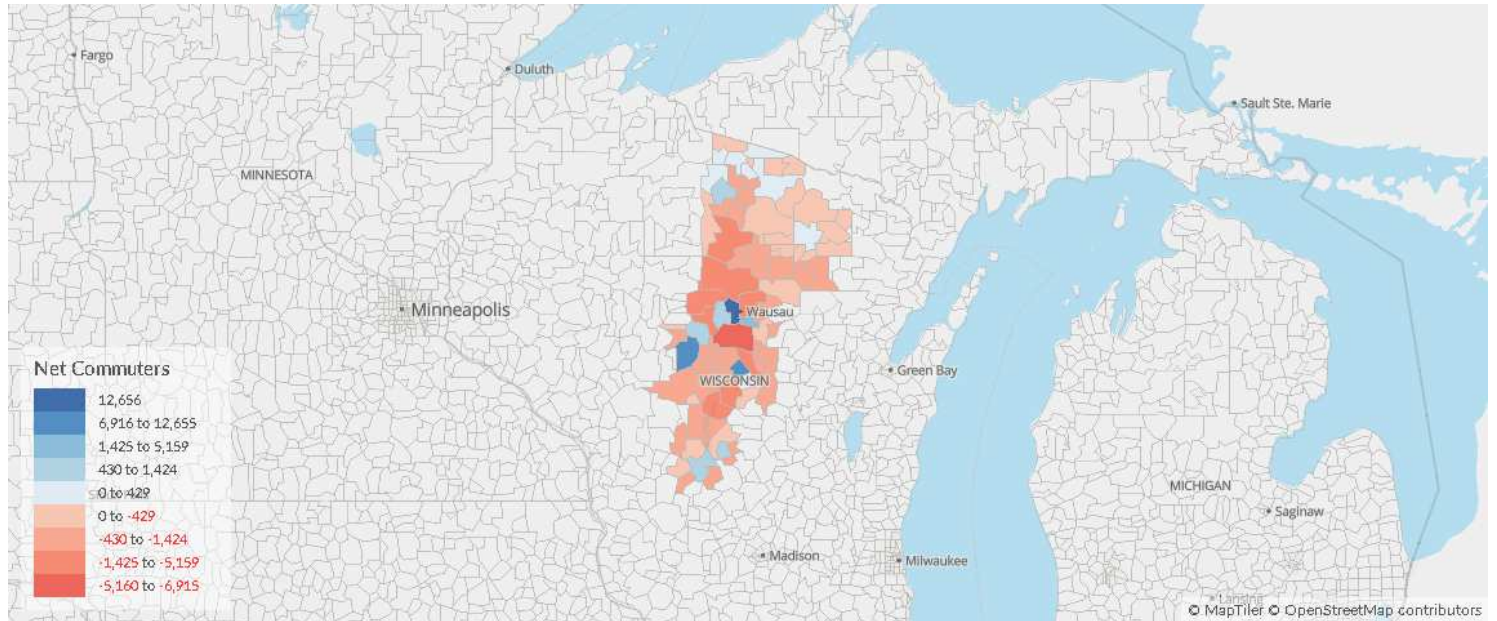 Fargo
Duluth
Sault Ste. Marie
MINNESOTA
Minneapolis
Wausau
Green Bay
WISCONSIN
Net Commuters
12,656
6,916 to 12,655
1,425 to 5,159
430 to 1,424
0 to 429
0 to -429
-430 to -1,424
-1,425 to -5,159
-5,160 to -6,915
MICHIGAN
Saginaw
Madison
Milwaukee
Lansing
© MapTiler © OpenStreetMap contributors